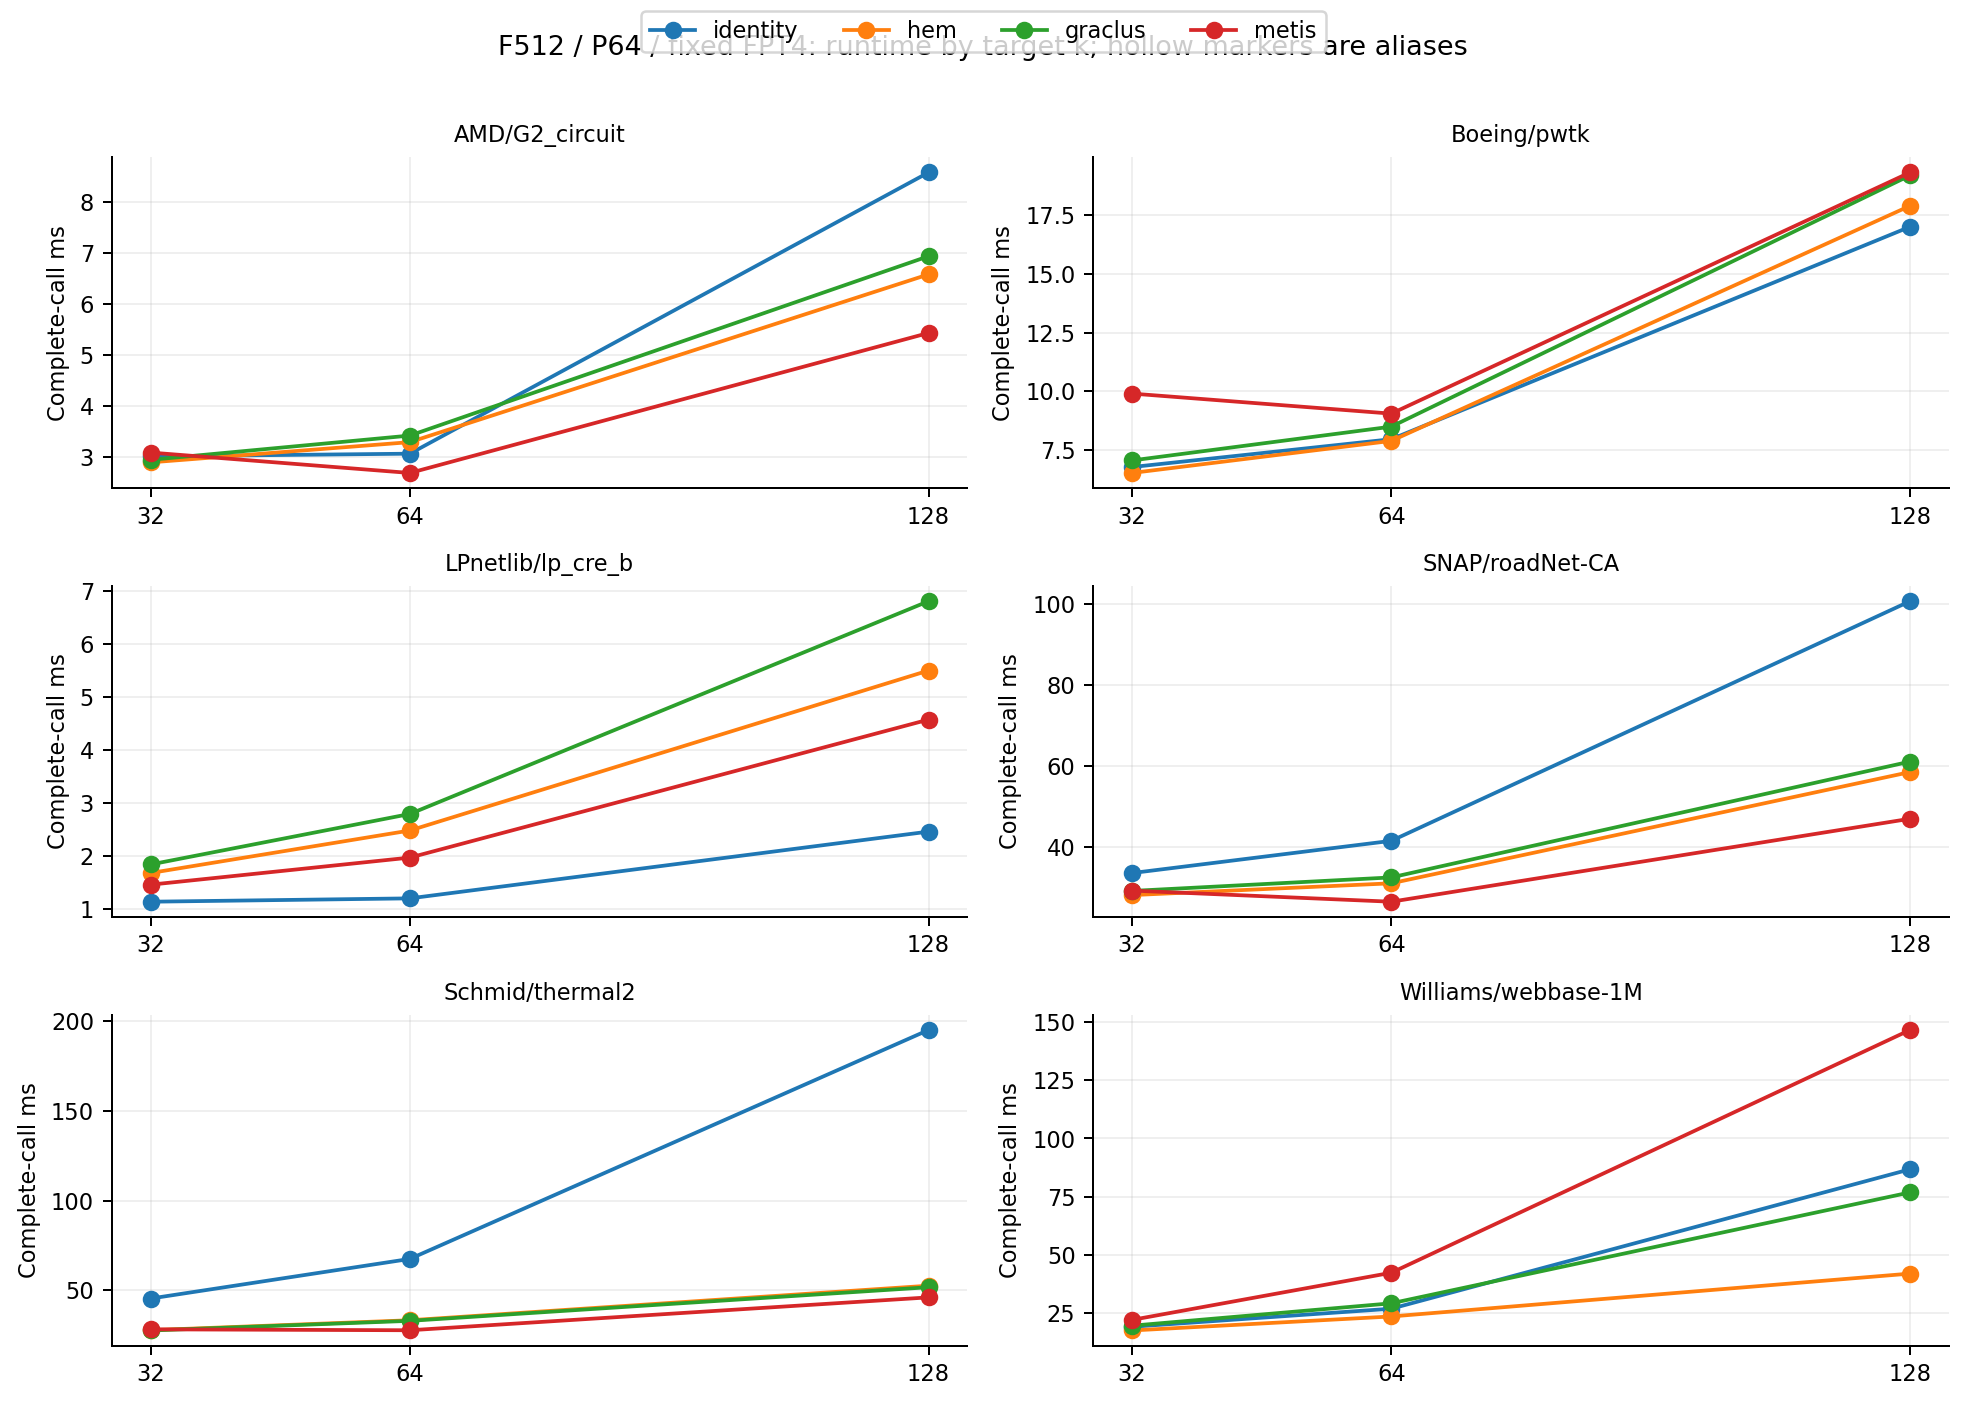 identity hem graclus metis
F512 / P64 / fixed FPT4: runtime by target k; hollow markers are aliases
AMD/G2_circuit
Complete-call ms
8
7
6
5
4
3
32 64 128
Boeing/pwtk
Complete-call ms
17.5
15.0
12.5
10.0
7.5
32 64 128
LPnetlib/lp_cre_b
Complete-call ms
7
6
5
4
3
2
1
32 64 128
SNAP/roadNet-CA
Complete-call ms
100
80
60
40
32 64 128
Schmid/thermal2
Complete-call ms
200
150
100
50
32 64 128
Williams/webbase-1M
Complete-call ms
150
125
100
75
50
25
32 64 128